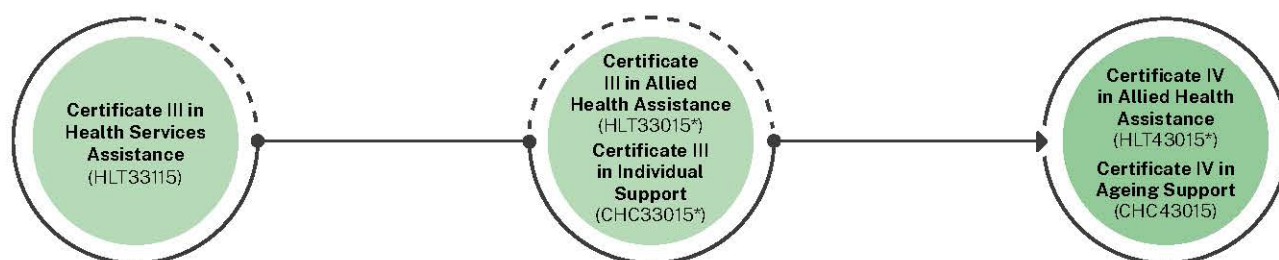 Certificate III in
Health Services
Assistance
(HLT33115)
Certificate
III in Allied
Health Assistance
(HLT33015*)
Certificate III
in Individual
Support
(CHC33015*)
Certificate IV
in Allied Health
Assistance
(HLT43015*)
Certificate IV in
Ageing Support
(CHC43015)